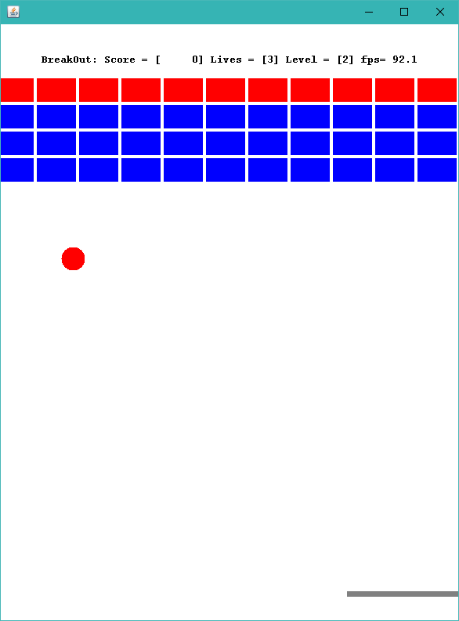 BreakOut: Score = [     0] Lives = [3] Level = [2] fps= 92.1